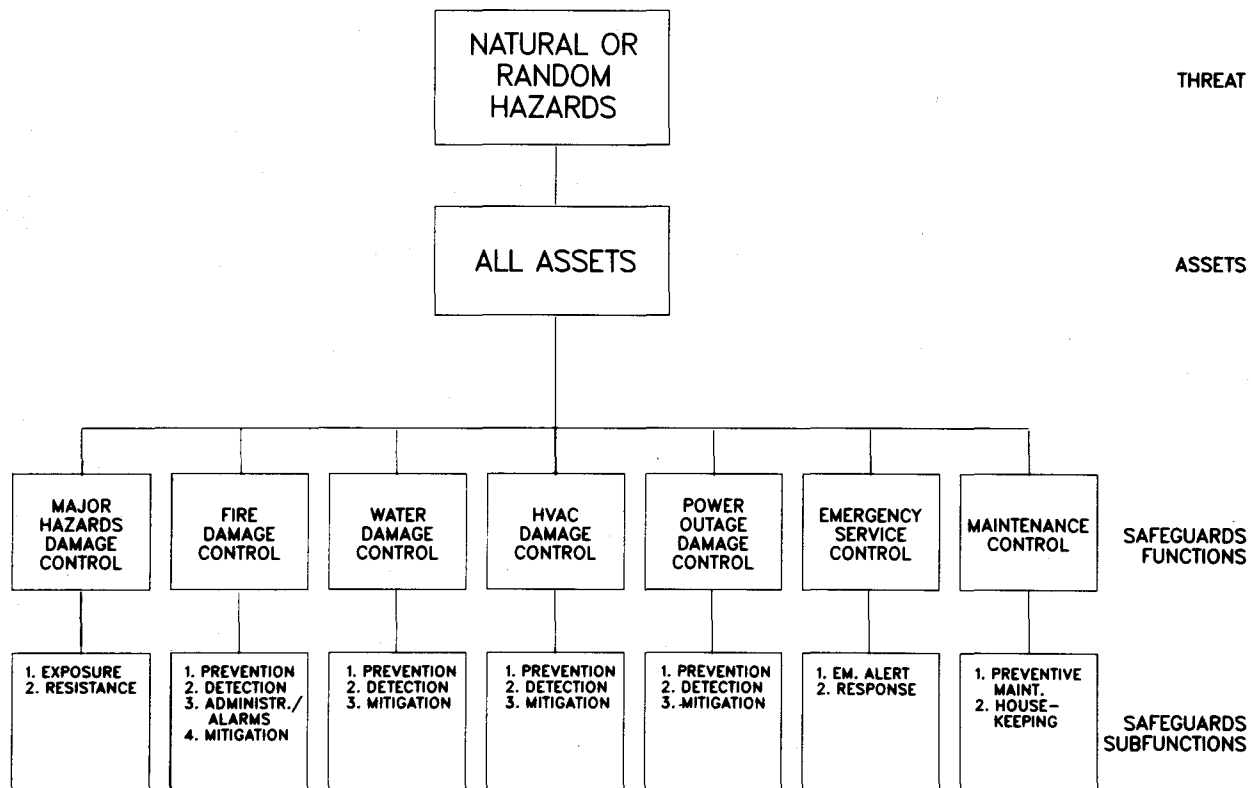 NATURAL OR
RANDOM
HAZARDS
THREAT
ALL ASSETS
ASSETS
MAJOR
HAZARDS
DAMAGE
CONTROL
FIRE
DAMAGE
CONTROL
WATER
DAMAGE
CONTROL
HVAC
DAMAGE
CONTROL
POWER
OUTAGE
DAMAGE
CONTROL
EMERGENCY
SERVICE
CONTROL
MAINTENANCE
CONTROL
SAFEGUARDS
FUNCTIONS
1. EXPOSURE
2. RESISTANCE
1. PREVENTION
2. DETECTION
3. ADMINISTR./
ALARMS
4. MITIGATION
1. PREVENTION
2. DETECTION
3. MITIGATION
1. PREVENTION
2. DETECTION
3. MITIGATION
1. PREVENTION
2. DETECTION
3. MITIGATION
1. EM. ALERT
2. RESPONSE
1. PREVENTIVE
MAINT.
2. HOUSE-
KEEPING
SAFEGUARDS
SUBFUNCTIONS